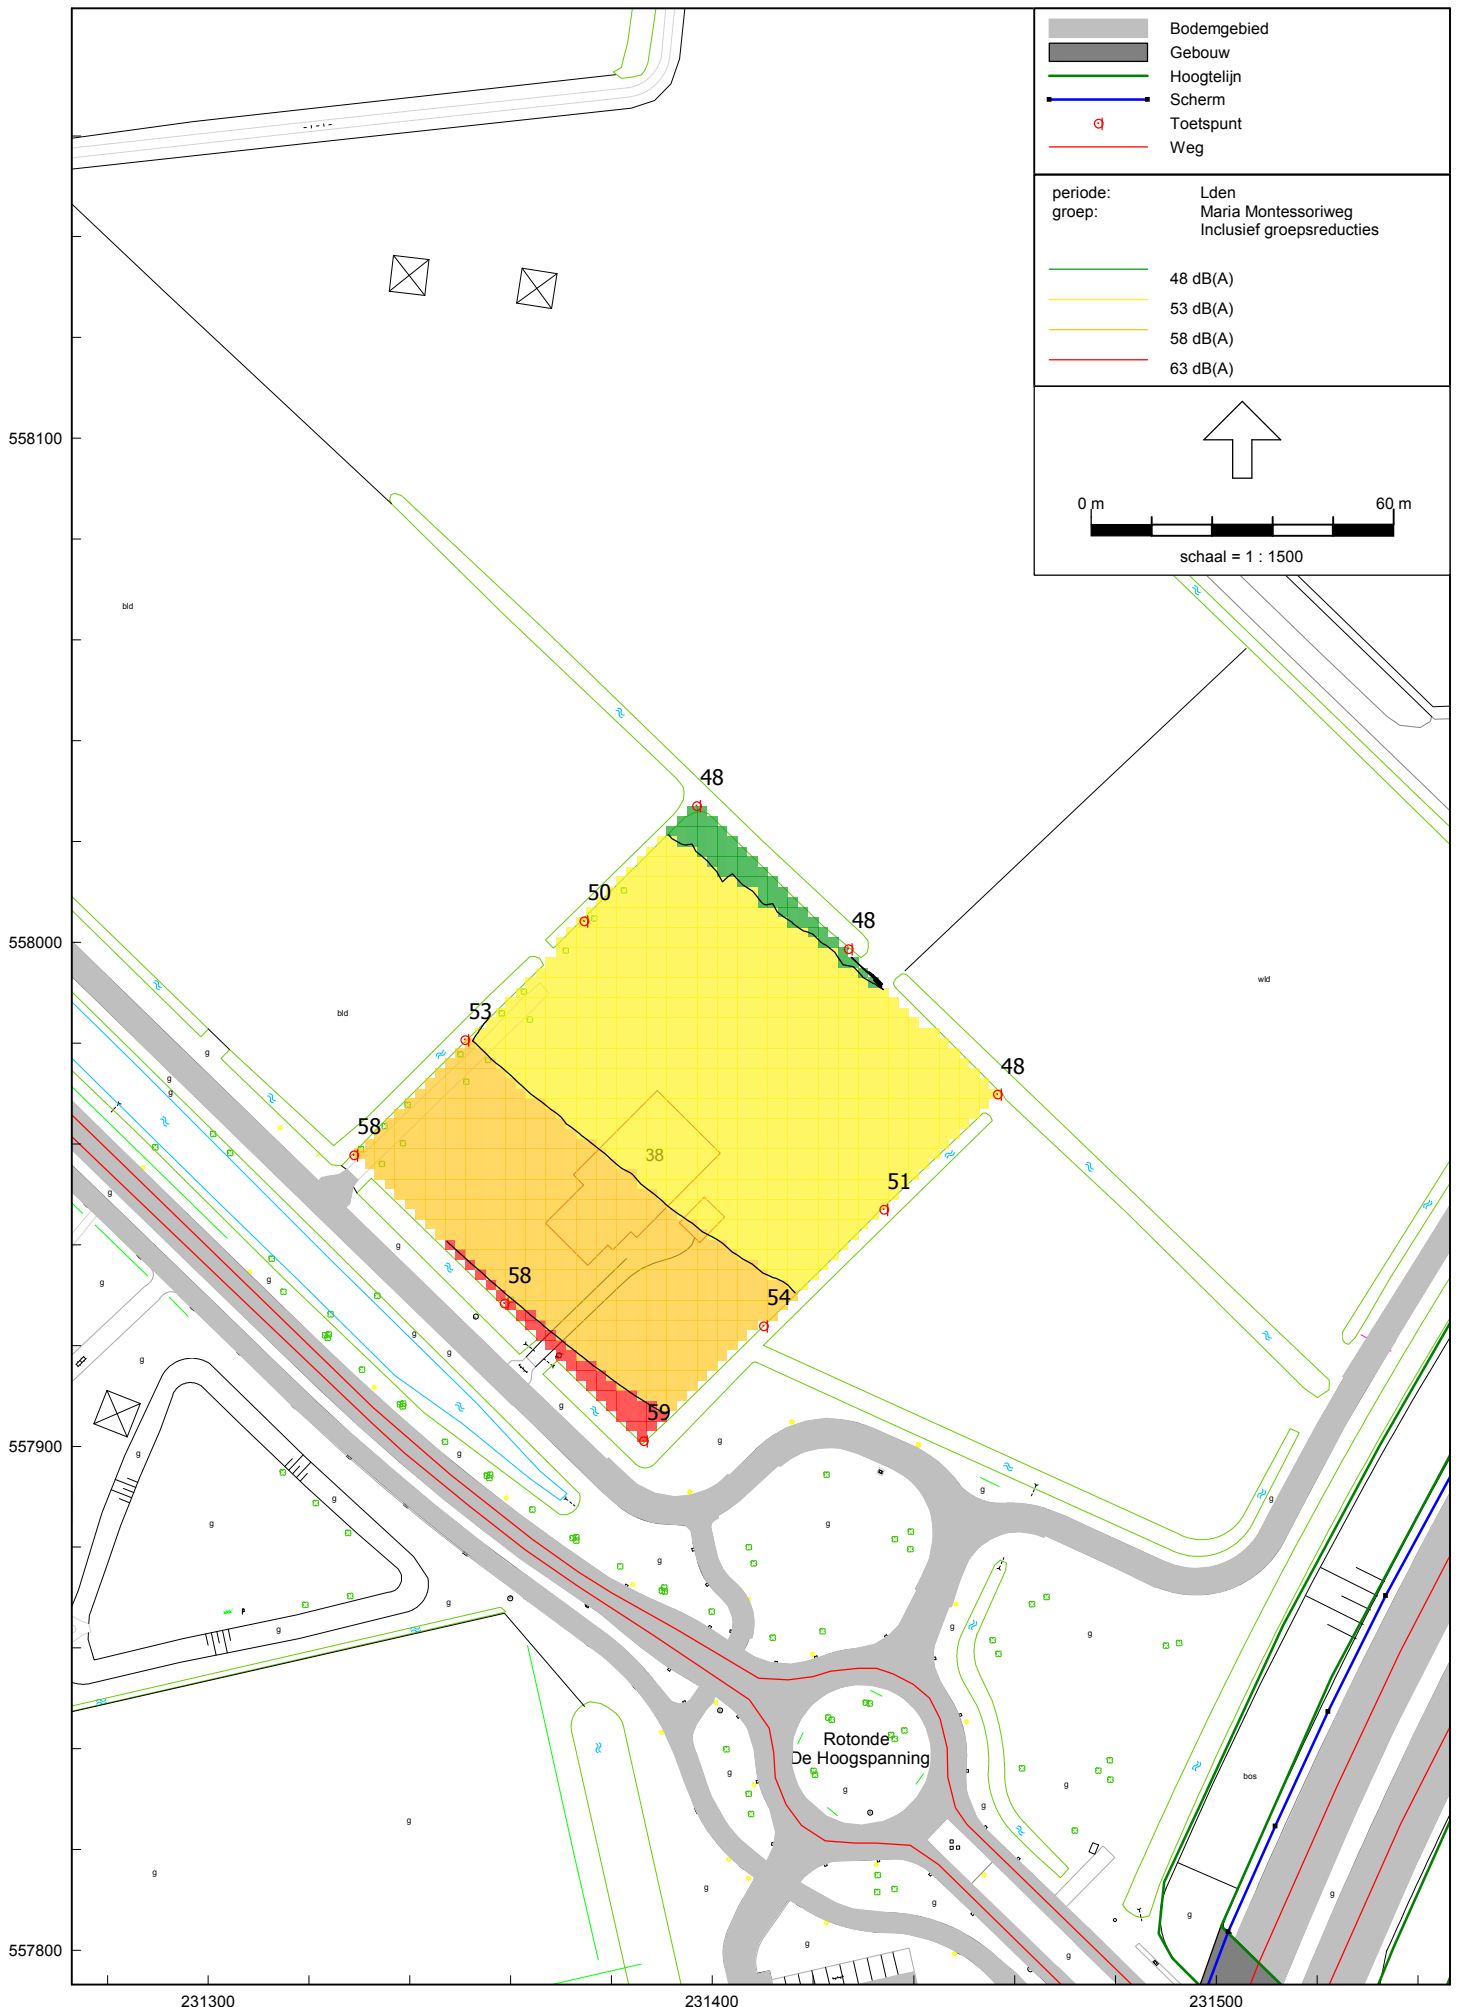 Bodemgebied
Gebouw
Hoogtelijn
Scherm
Toetspunt
Weg
periode: Lden
groep: Maria Montessoriweg
Inclusief groepsreducties
48 dB(A)
53 dB(A)
58 dB(A)
63 dB(A)
0 m 60 m
schaal = 1 : 1500
558100
bld
48
50
48
558000
wld
bld
53
g
48
g
g
58
38
51
g
g
g
58
g
54
g
g
g
59
g
g
557900
g
g
g
g
g
g
g
g
g
g
g
g
Rotonde
De Hoogspanning
g
bos
g
g
g
g
g
g
g
g
g
g
g
g
557800
231300 231400 231500